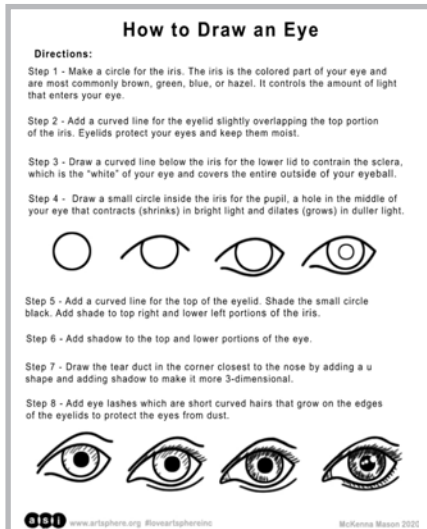 How to Draw an Eye
Directions:
Step 1 - Make a circle for the iris. The iris is the colored part of your eye and
are most commonly brown, green, blue, or hazel. It controls the amount of light
that enters your eye.
Step 2 - Add a curved line for the eyelid slightly overlapping the top portion
of the iris. Eyelids protect your eyes and keep them moist.
Step 3 - Draw a curved line below the iris for the lower lid to contrain the sclera,
which is the “white” of your eye and covers the entire outside of your eyeball.
Step 4 - Draw a small circle inside the iris for the pupil, a hole in the middle of
your eye that contracts (shrinks) in bright light and dilates (grows) in duller light.
Step 5 - Add a curved line for the top of the eyelid. Shade the small circle
black. Add shade to top right and lower left portions of the iris.
Step 6 - Add shadow to the top and lower portions of the eye.
Step 7 - Draw the tear duct in the corner closest to the nose by adding a u
shape and adding shadow to make it more 3-dimensional.
Step 8 - Add eye lashes which are short curved hairs that grow on the edges
of the eyelids to protect the eyes from dust.
asi www.artsphere.org #loveartsphereinc McKenna Mason 2020